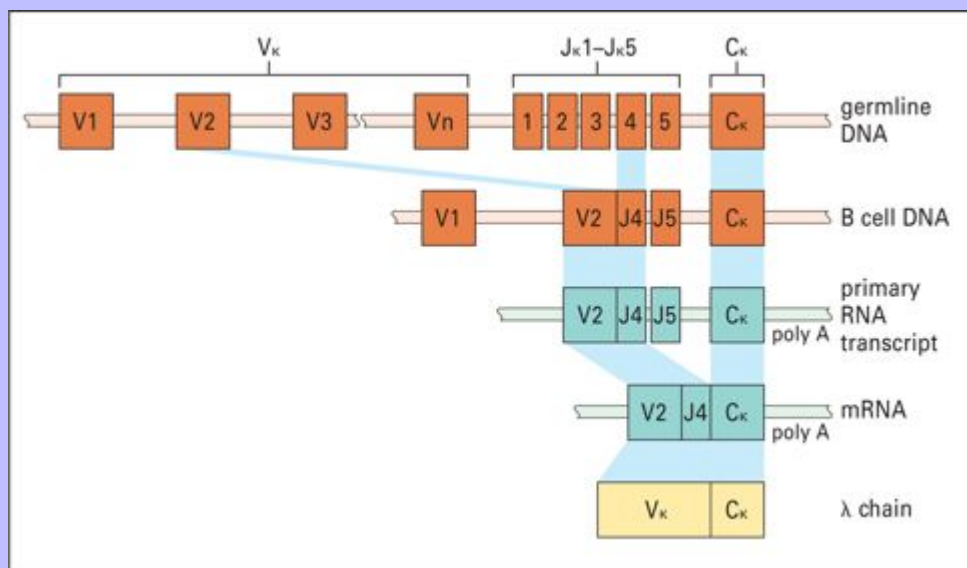 Vκ Jκ1–Jκ5 Cκ
V1 V2 V3 Vn 1 2 3 4 5 Cκ germline
DNA
V1 V2 J4 J5 Cκ B cell DNA
V2 J4 J5 Cκ poly A primary
RNA
transcript
V2 J4 Cκ poly A mRNA
Vκ Cκ λ chain